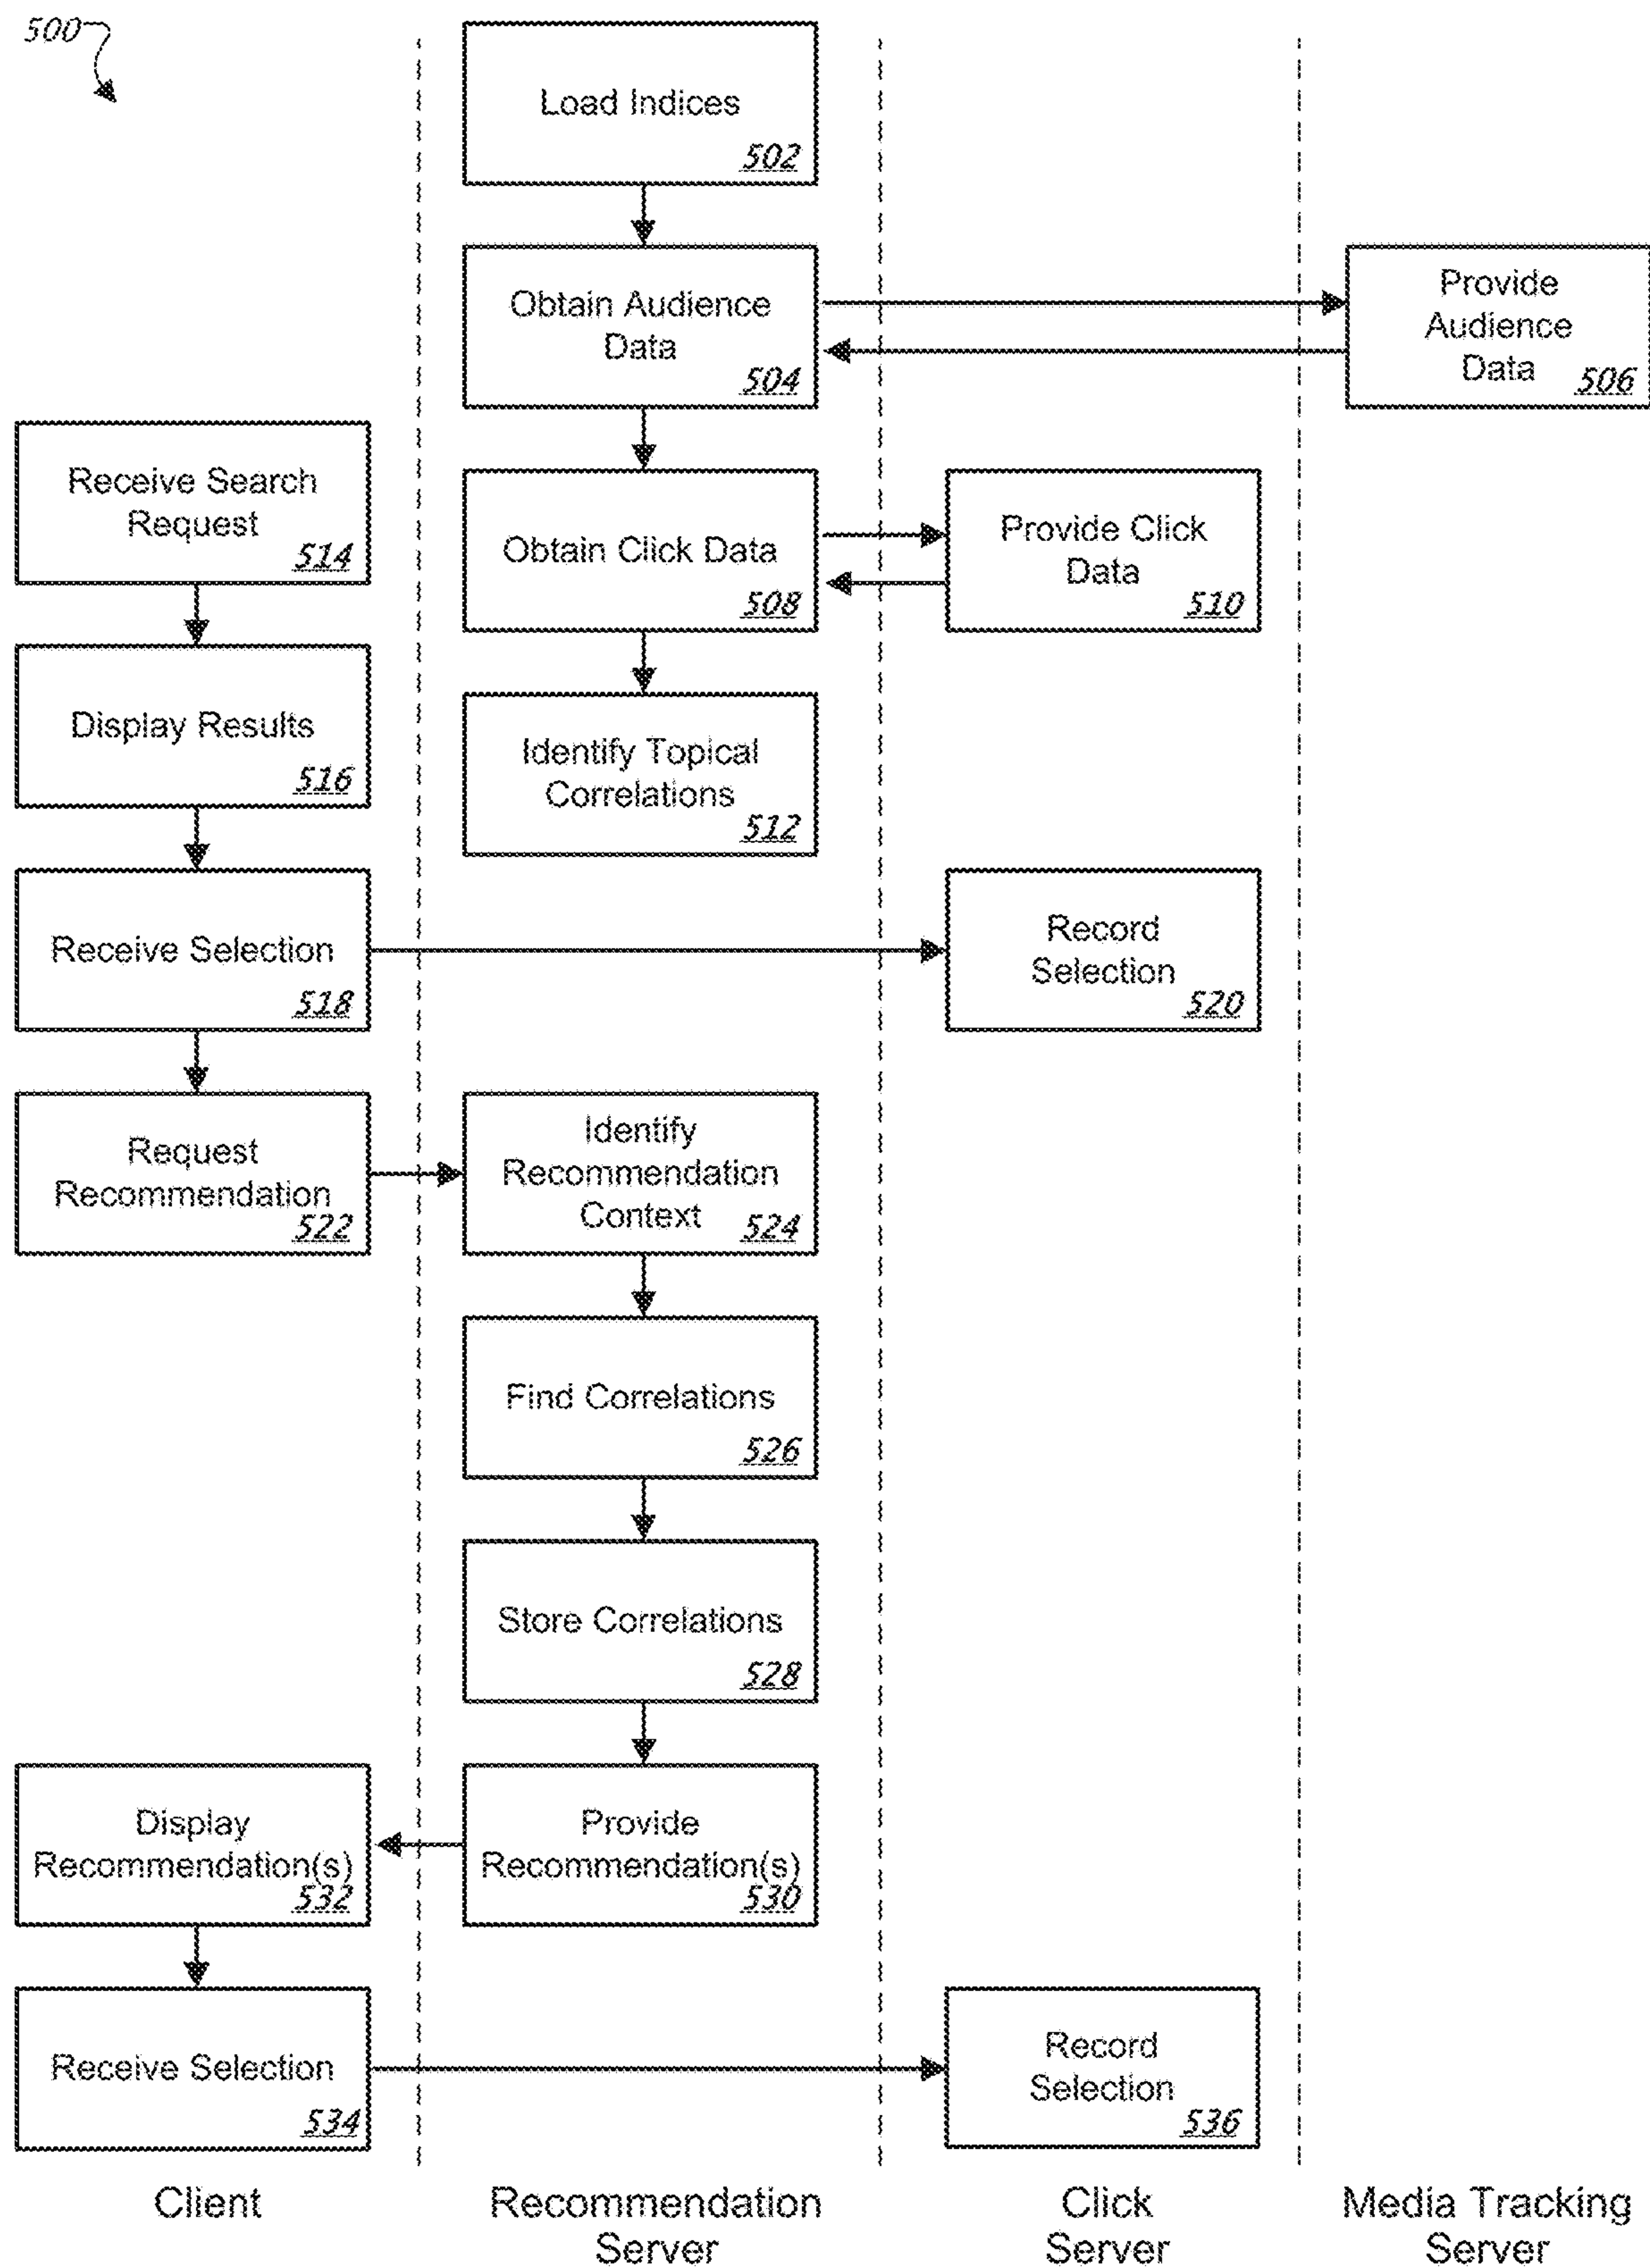 500
Load Indices
502
Obtain Audience
Data
504
Provide
Audience
Data
506
Receive Search
Request
514
Obtain Click Data
508
Provide Click
Data
510
Display Results
516
Identify Topical
Correlations
512
Receive Selection
518
Record
Selection
520
Request
Recommendation
522
Identify
Recommendation
Context
524
Find Correlations
526
Store Correlations
528
Display
Recommendation(s)
532
Provide
Recommendation(s)
530
Receive Selection
534
Record
Selection
536
Client
Recommendation
Server
Click
Server
Media Tracking
Server